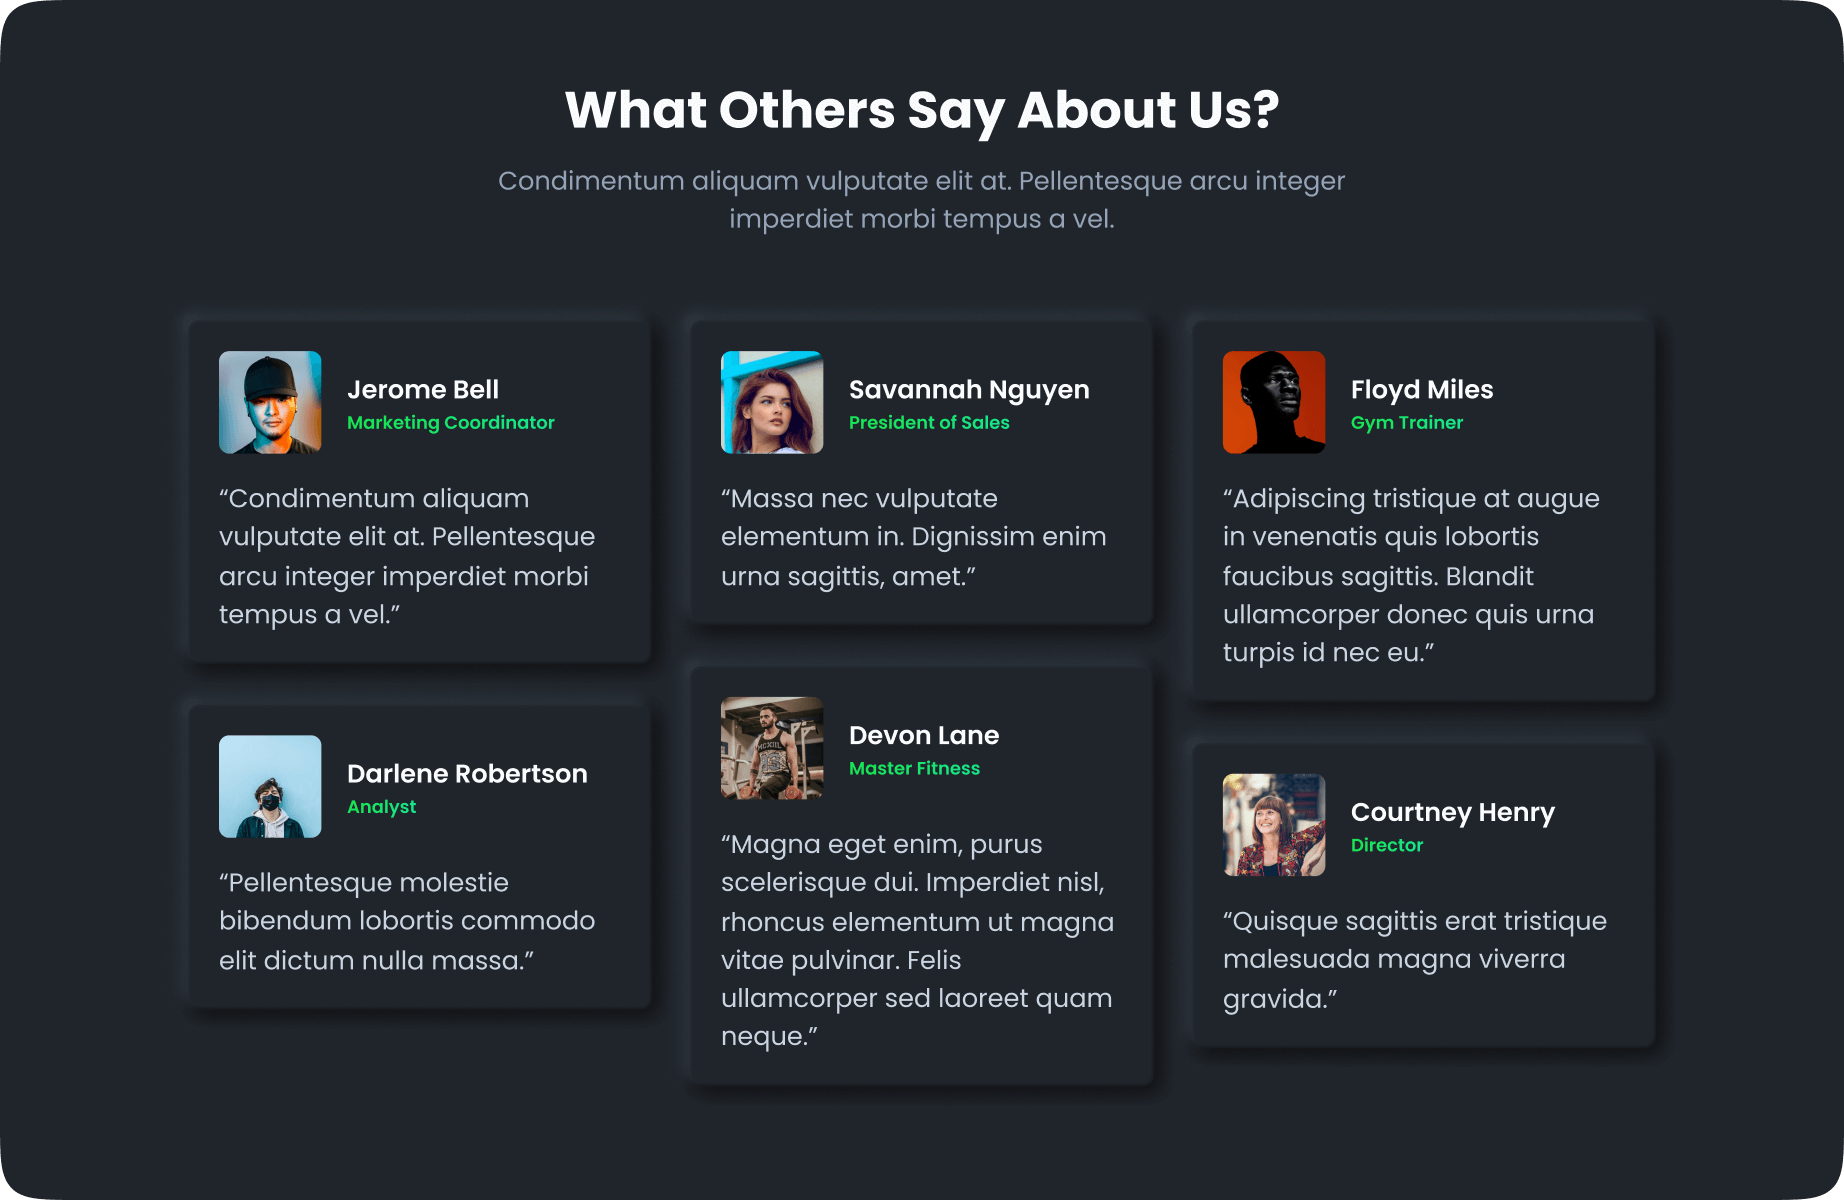 What Others Say About Us?
Condimentum aliquam vulputate elit at. Pellentesque arcu integer
imperdiet morbi tempus a vel.
Jerome Bell
Marketing Coordinator
“Condimentum aliquam
vulputate elit at. Pellentesque
arcu integer imperdiet morbi
tempus a vel.”
Savannah Nguyen
President of Sales
“Massa nec vulputate
elementum in. Dignissim enim
urna sagittis, amet.”
Floyd Miles
Gym Trainer
“Adipiscing tristique at augue
in venenatis quis lobortis
faucibus sagittis. Blandit
ullamcorper donec quis urna
turpis id nec eu.”
Darlene Robertson
Analyst
“Pellentesque molestie
bibendum lobortis commodo
elit dictum nulla massa.”
Devon Lane
Master Fitness
“Magna eget enim, purus
scelerisque dui. Imperdiet nisl,
rhoncus elementum ut magna
vitae pulvinar. Felis
ullamcorper sed laoreet quam
neque.”
Courtney Henry
Director
“Quisque sagittis erat tristique
malesuada magna viverra
gravida.”